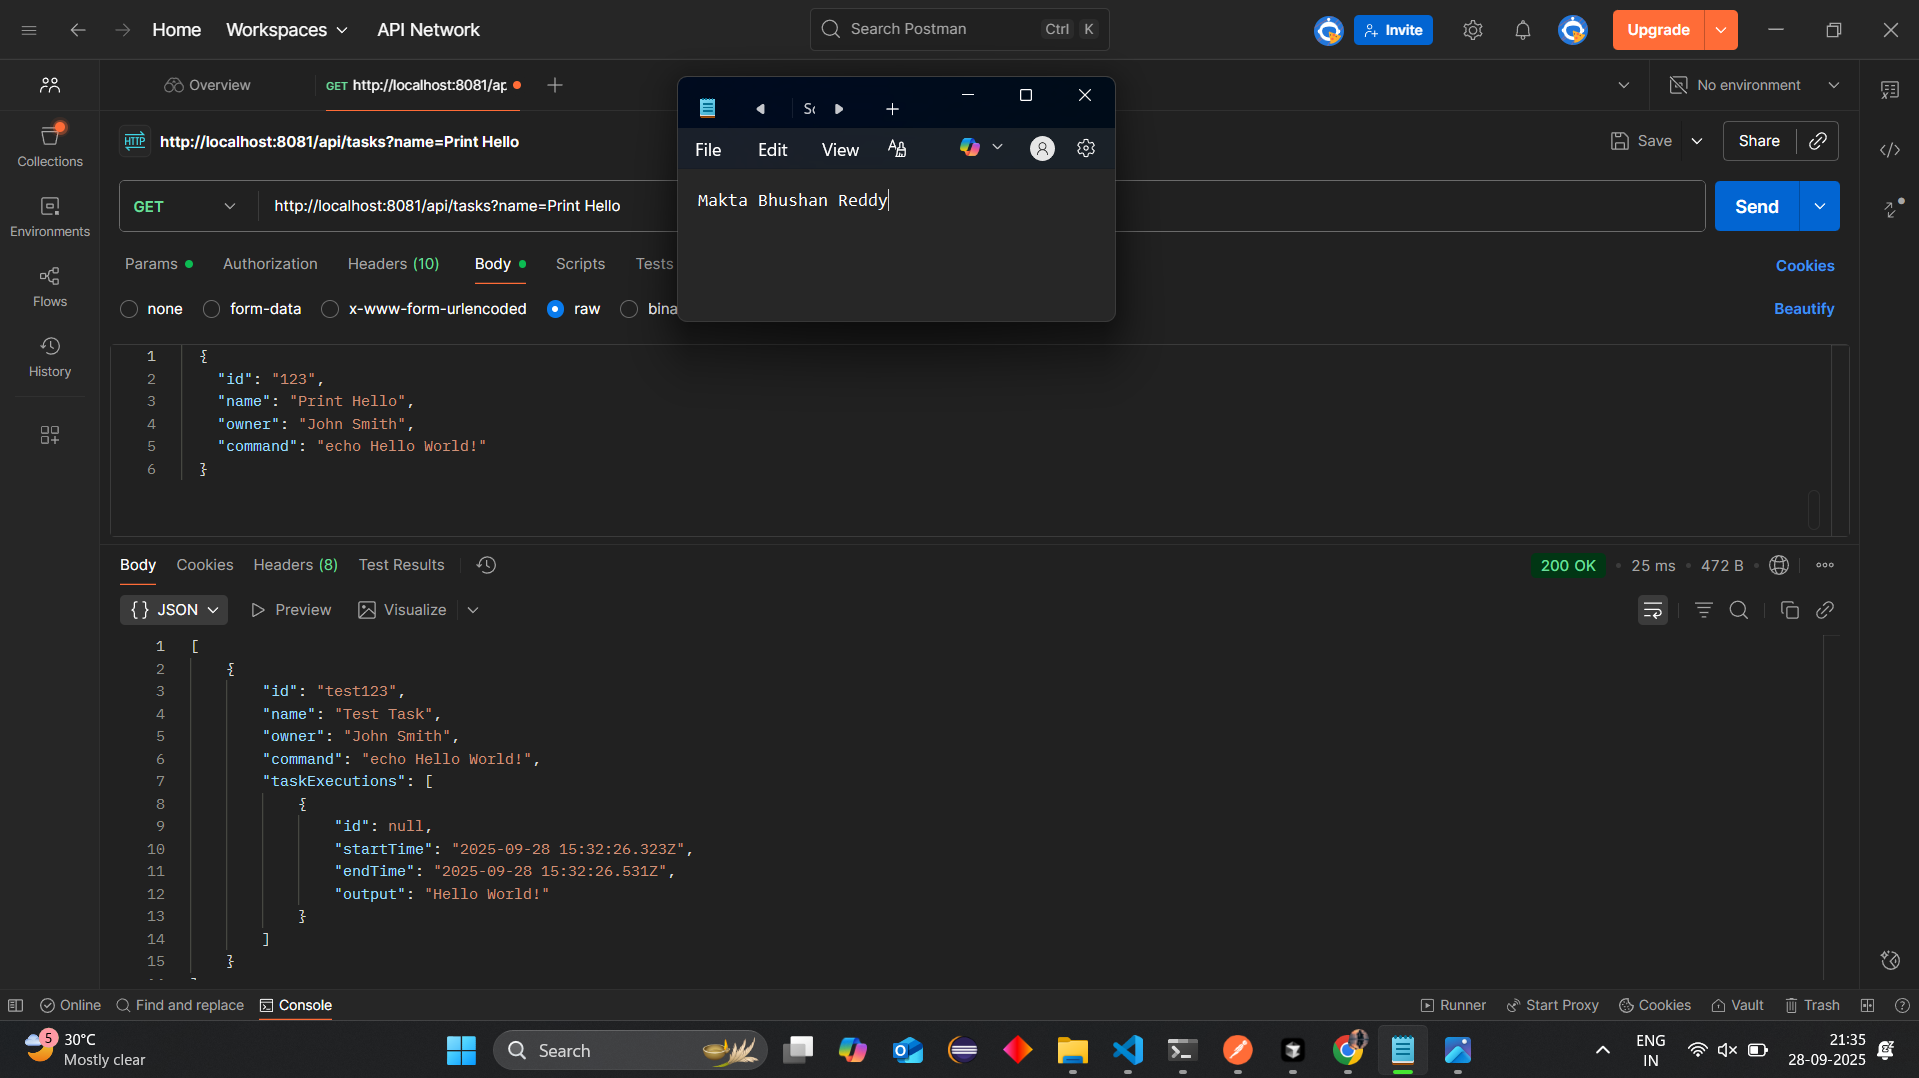 Home Workspaces API Network Search Postman Ctrl K Invite Upgrade
Overview GET http://localhost:8081/ap No environment
HTTP http://localhost:8081/api/tasks?name=Print Hello Save Share
GET http://localhost:8081/api/tasks?name=Print Hello Send
Params Authorization Headers (10) Body Scripts Tests Cookies
none form-data x-www-form-urlencoded raw bina Beautify
File Edit View
Makta Bhushan Reddy
Collections
Environments
Flows
History
1 {
2 "id": "123",
3 "name": "Print Hello",
4 "owner": "John Smith",
5 "command": "echo Hello World!"
6 }
Body Cookies Headers (8) Test Results 200 OK 25 ms 472 B
{} JSON Preview Visualize
1 [
2 {
3 "id": "test123",
4 "name": "Test Task",
5 "owner": "John Smith",
6 "command": "echo Hello World!",
7 "taskExecutions": [
8 {
9 "id": null,
10 "startTime": "2025-09-28 15:32:26.323Z",
11 "endTime": "2025-09-28 15:32:26.531Z",
12 "output": "Hello World!"
13 }
14 ]
15 }
Online Find and replace Console Runner Start Proxy Cookies Vault Trash
5 30°C
Mostly clear
Search
ENG
IN
21:35
28-09-2025